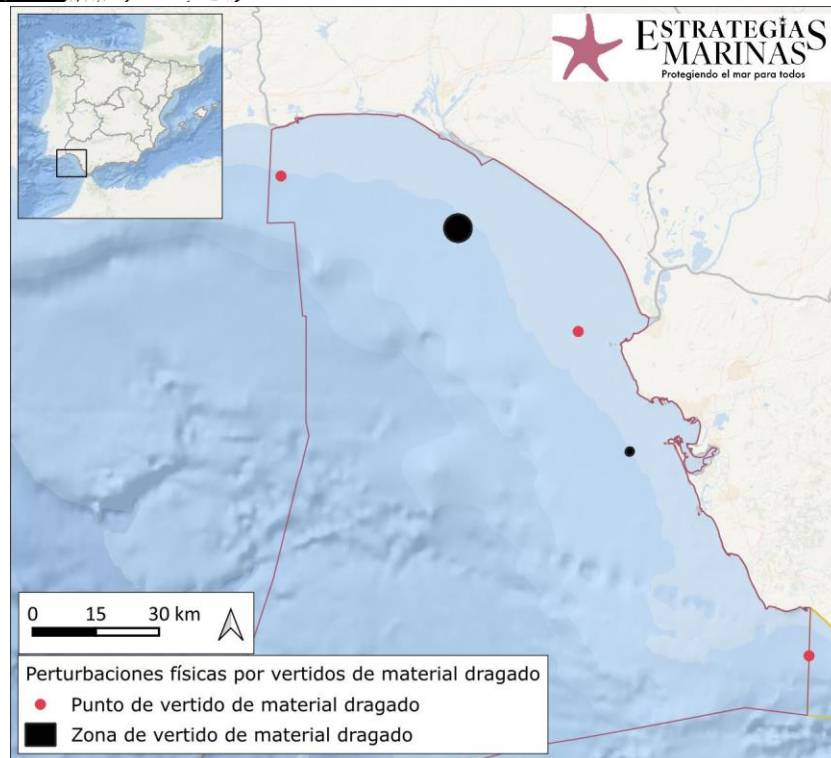 ESTRATEGIAS
MARINAS
Protegiendo el mar para todos
0 15 30 km
Perturbaciones físicas por vertidos de material dragado
Punto de vertido de material dragado
Zona de vertido de material dragado